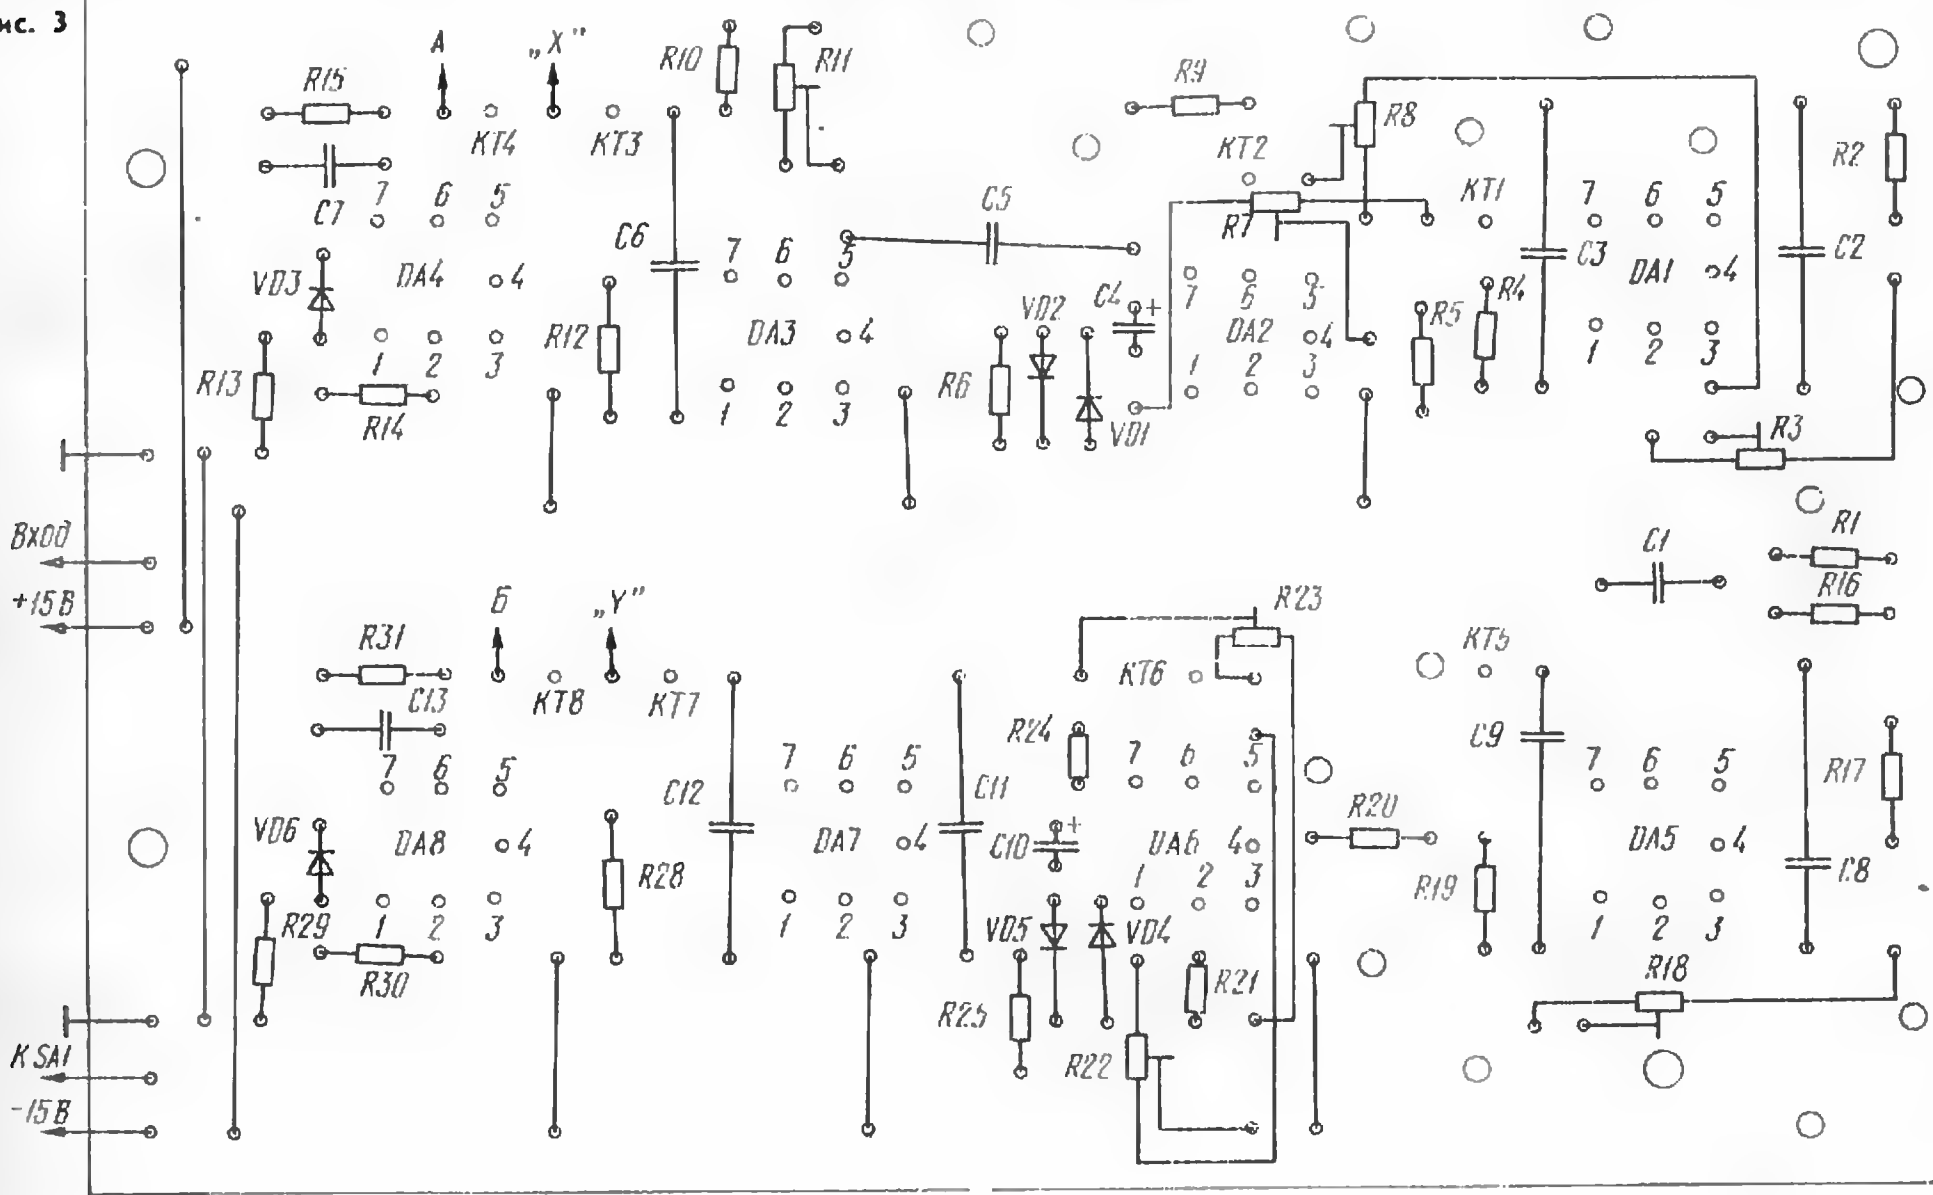 ис. 3
A
„X”
R10
R11
R15
KT4
KT3
R9
R8
KT2
R2
C7
7 6 5
C6
C5
KT1
7 6 5
R7
C3
DA1
4
C2
VD3
DA4
4
7 6 5
VD2
C4
+
7 6 5
R5
R4
R12
DA3
4
DA2
4
1 2 3
R13
1 2 3
R14
R6
VD1
1 2 3
1 2 3
R3
Вход
R1
C1
+15В
Б
„Y”
R23
R16
R31
KT5
C13
KT8
KT7
KT6
R24
C9
7 6 5
C12
7 6 5
C11
7 6 5
7 6 5
R17
VD6
DA8
4
DA7
4
C10
+
DA6
4
R20
DA5
4
R28
R19
C8
R29
1 2 3
1 2 3
VD5
VD4
1 2 3
1 2 3
R30
R25
R21
R18
К SA1
R22
-15В